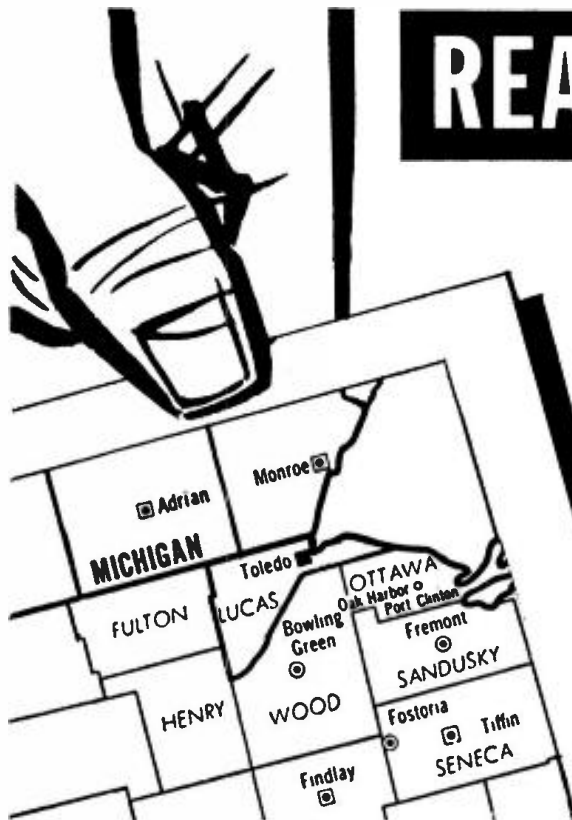 REA
Monroe
Adrian
MICHIGAN
Toledo
OTTAWA
Oak Harbor
Port Clinton
FULTON
LUCAS
Bowling
Green
Fremont
SANDUSKY
HENRY
WOOD
Fostoria
Tiffin
SENECA
Findlay